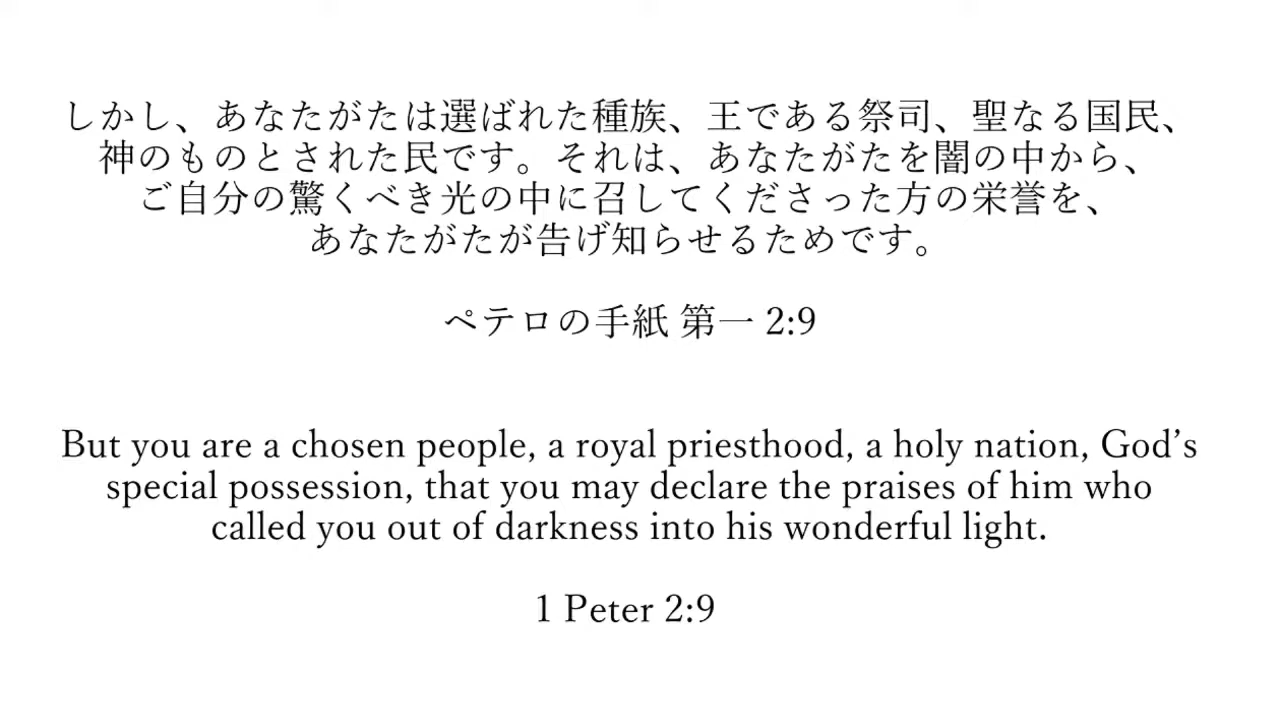 しかし、あなたがたは選ばれた種族、王である祭司、聖なる国民、
神のものとされた民です。それは、あなたがたを闇の中から、
ご自分の驚くべき光の中に召してくださった方の栄誉を、
あなたがたが告げ知らせるためです。
ペテロの手紙 第一 2:9
But you are a chosen people, a royal priesthood, a holy nation, God’s
special possession, that you may declare the praises of him who
called you out of darkness into his wonderful light.
1 Peter 2:9